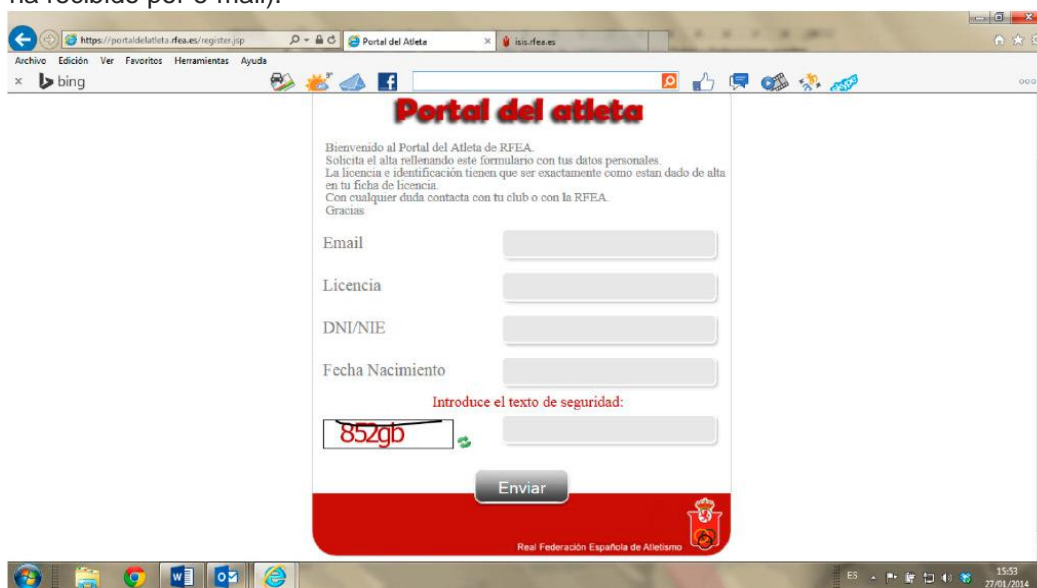 ha recibido por e-mail).
https://portaldelatleta.rfea.es/register.jsp
Portal del Atleta
isis.rfea.es
Archivo Edición Ver Favoritos Herramientas Ayuda
bing
Portal del atleta
Bienvenido al Portal del Atleta de RFEA.
Solicita el alta rellenando este formulario con tus datos personales.
La licencia e identificación tienen que ser exactamente como estan dado de alta
en tu ficha de licencia.
Con cualquier duda contacta con tu club o con la RFEA.
Gracias
Email
Licencia
DNI/NIE
Fecha Nacimiento
Introduce el texto de seguridad:
852gb
Enviar
Real Federación Española de Atletismo
ES
15:53
27/01/2014